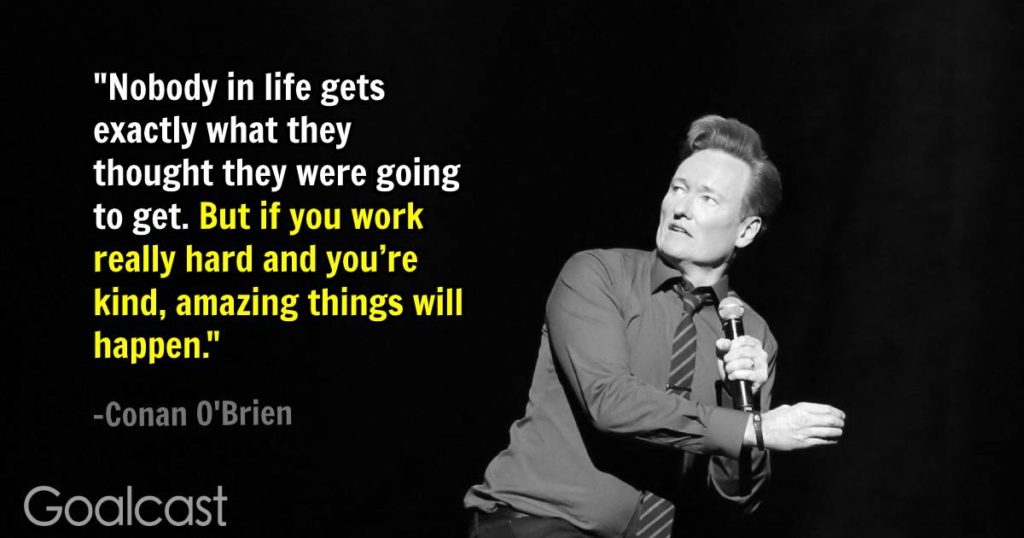 "Nobody in life gets
exactly what they
thought they were going
to get. But if you work
really hard and you’re
kind, amazing things will
happen."
-Conan O'Brien
Goalcast